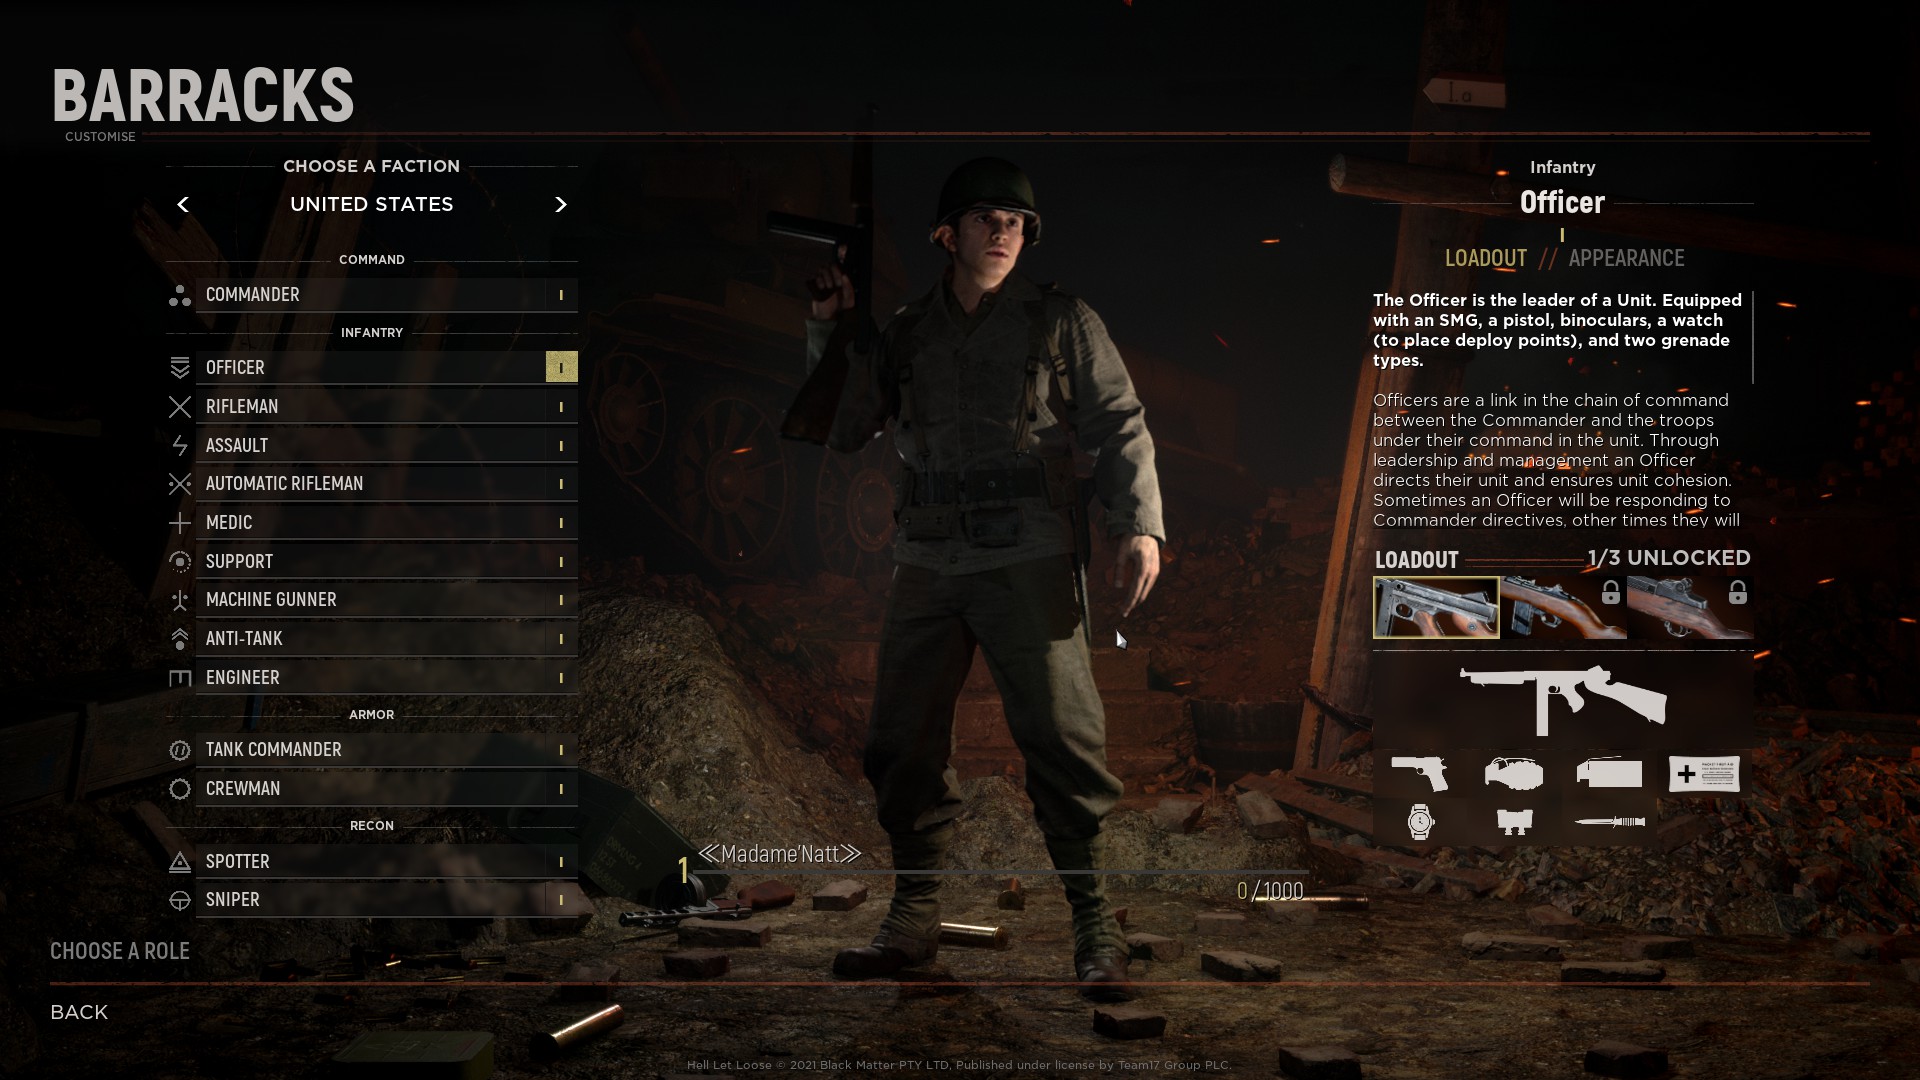 BARRACKS
CUSTOMISE
CHOOSE A FACTION
UNITED STATES
COMMAND
COMMANDER I
INFANTRY
OFFICER I
RIFLEMAN I
ASSAULT I
AUTOMATIC RIFLEMAN I
MEDIC I
SUPPORT I
MACHINE GUNNER I
ANTI-TANK I
ENGINEER I
ARMOR
TANK COMMANDER I
CREWMAN I
RECON
SPOTTER I
SNIPER I
CHOOSE A ROLE
BACK
La
1 ≪Madame'Natt≫
0/1000
Infantry
Officer
I
LOADOUT // APPEARANCE
The Officer is the leader of a Unit. Equipped
with an SMG, a pistol, binoculars, a watch
(to place deploy points), and two grenade
types.
Officers are a link in the chain of command
between the Commander and the troops
under their command in the unit. Through
leadership and management an Officer
directs their unit and ensures unit cohesion.
Sometimes an Officer will be responding to
Commander directives, other times they will
LOADOUT 1/3 UNLOCKED
Hell Let Loose © 2021 Black Matter PTY LTD, Published under license by Team17 Group PLC.